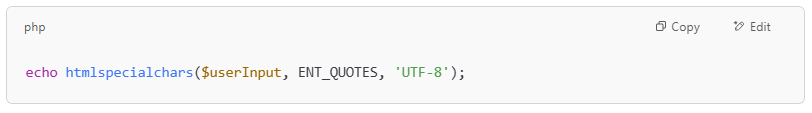 php
Copy
Edit
echo htmlspecialchars($userInput, ENT_QUOTES, 'UTF-8');